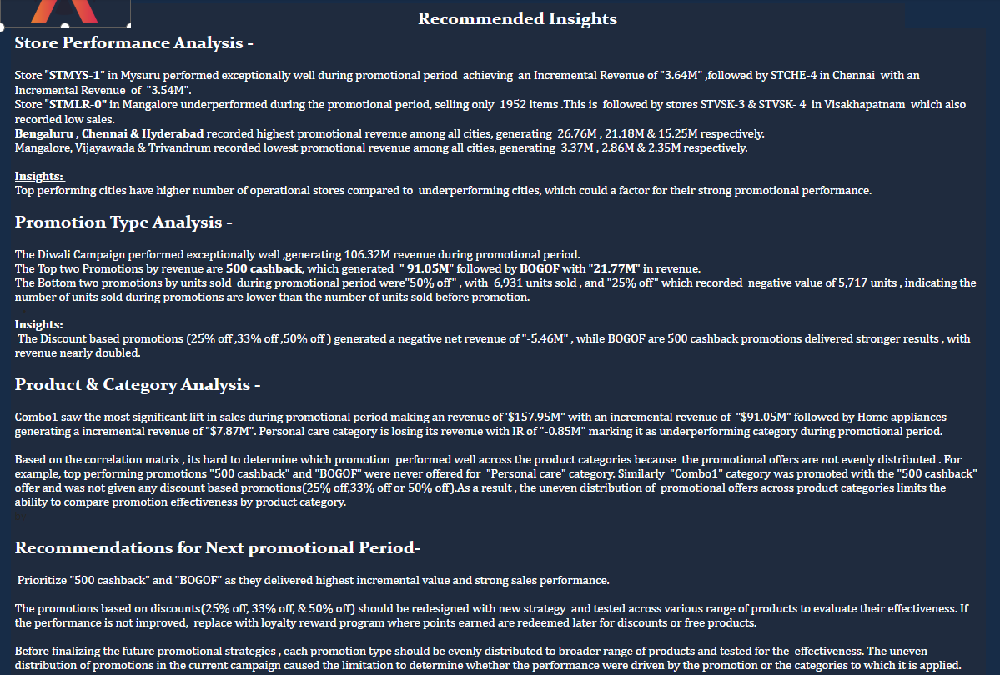 Recommended Insights
Store Performance Analysis -
Store "STMYS-1" in Mysuru performed exceptionally well during promotional period achieving an Incremental Revenue of "3.64M" ,followed by STCHE-4 in Chennai with an
Incremental Revenue of "3.54M".
Store "STMLR-0" in Mangalore underperformed during the promotional period, selling only 1952 items .This is followed by stores STVSK-3 & STVSK- 4 in Visakhapatnam which also
recorded low sales.
Bengaluru , Chennai & Hyderabad recorded highest promotional revenue among all cities, generating 26.76M , 21.18M & 15.25M respectively.
Mangalore, Vijayawada & Trivandrum recorded lowest promotional revenue among all cities, generating 3.37M , 2.86M & 2.35M respectively.
Insights:
Top performing cities have higher number of operational stores compared to underperforming cities, which could a factor for their strong promotional performance.
Promotion Type Analysis -
The Diwali Campaign performed exceptionally well ,generating 106.32M revenue during promotional period.
The Top two Promotions by revenue are 500 cashback, which generated " 91.05M" followed by BOGOF with "21.77M" in revenue.
The Bottom two promotions by units sold during promotional period were"50% off" , with 6,931 units sold , and "25% off" which recorded negative value of 5,717 units , indicating the
number of units sold during promotions are lower than the number of units sold before promotion.
Insights:
The Discount based promotions (25% off ,33% off ,50% off ) generated a negative net revenue of "-5.46M" , while BOGOF are 500 cashback promotions delivered stronger results , with
revenue nearly doubled.
Product & Category Analysis -
Combo1 saw the most significant lift in sales during promotional period making an revenue of '$157.95M" with an incremental revenue of "$91.05M" followed by Home appliances
generating a incremental revenue of "$7.87M". Personal care category is losing its revenue with IR of "-0.85M" marking it as underperforming category during promotional period.
Based on the correlation matrix , its hard to determine which promotion performed well across the product categories because the promotional offers are not evenly distributed . For
example, top performing promotions "500 cashback" and "BOGOF" were never offered for "Personal care" category. Similarly "Combo1" category was promoted with the "500 cashback"
offer and was not given any discount based promotions(25% off,33% off or 50% off).As a result , the uneven distribution of promotional offers across product categories limits the
ability to compare promotion effectiveness by product category.
Recommendations for Next promotional Period-
Prioritize "500 cashback" and "BOGOF" as they delivered highest incremental value and strong sales performance.
The promotions based on discounts(25% off, 33% off, & 50% off) should be redesigned with new strategy and tested across various range of products to evaluate their effectiveness. If
the performance is not improved, replace with loyalty reward program where points earned are redeemed later for discounts or free products.
Before finalizing the future promotional strategies , each promotion type should be evenly distributed to broader range of products and tested for the effectiveness. The uneven
distribution of promotions in the current campaign caused the limitation to determine whether the performance were driven by the promotion or the categories to which it is applied.